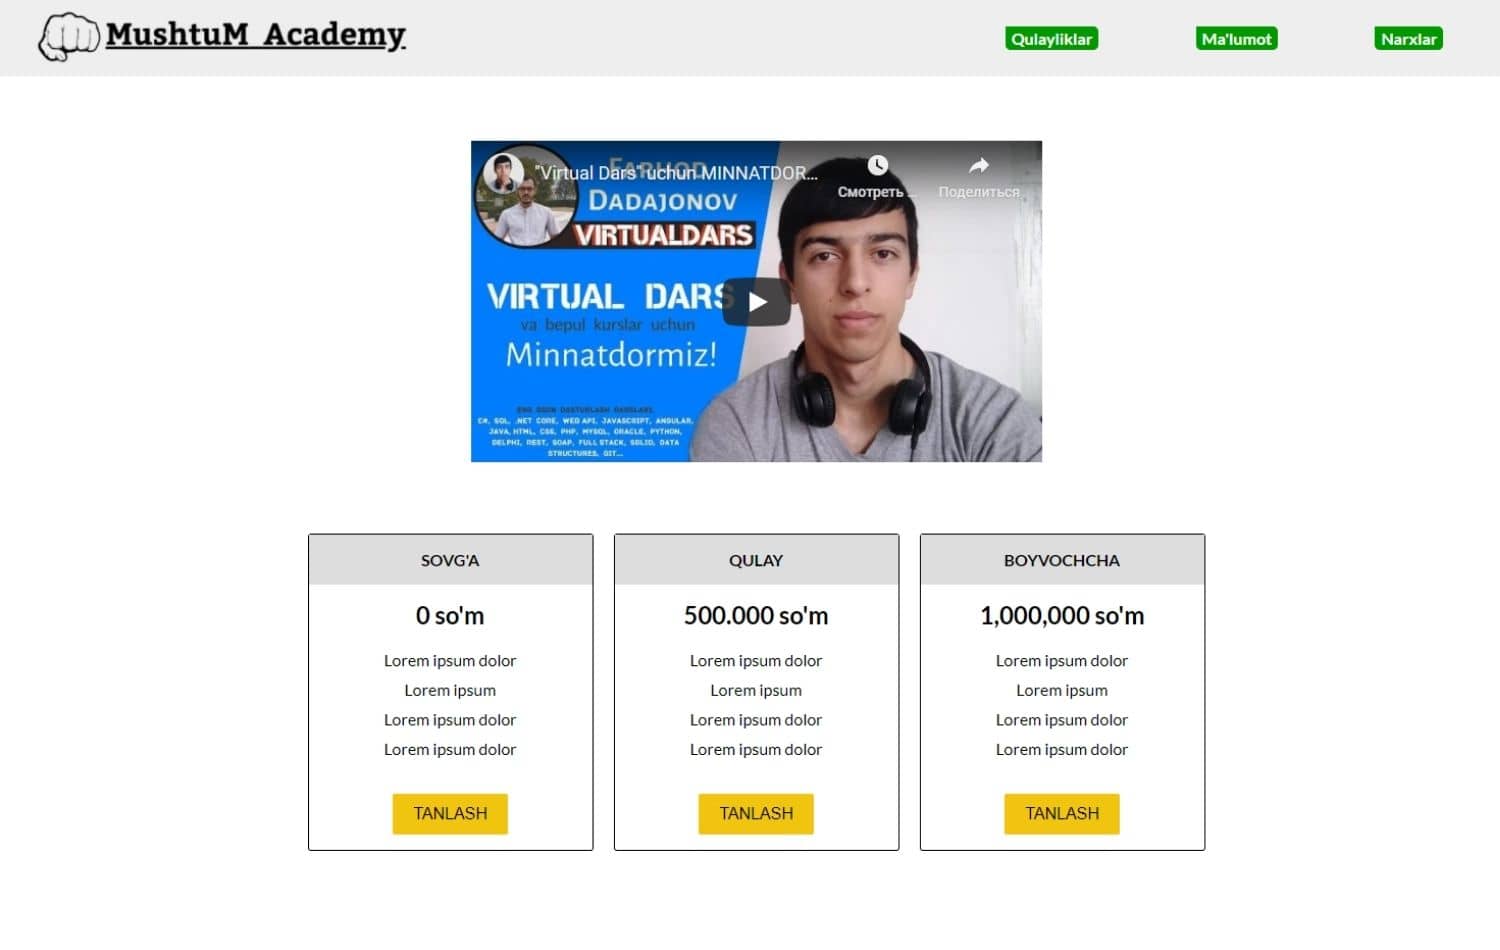 MushtuM Academy
Qulayliklar
Ma'lumot
Narxlar
"Virtual Dars" uchun MINNATDOR...
Смотреть ...
Поделиться
FARHOD
DADAJONOV
VIRTUALDARS
VIRTUAL DARS
va bepul kurslar uchun
Minnatdormiz!
ENG OSON DASTURLASH DARSLARI,
C#, SQL, .NET CORE, WEB API, JAVASCRIPT, ANGULAR,
JAVA, HTML, CSS, PHP, MYSQL, ORACLE, PYTHON,
DELPHI, REST, SOAP, FULL STACK, SOLID, DATA
STRUCTURES, GIT...
SOVG'A
0 so'm
Lorem ipsum dolor
Lorem ipsum
Lorem ipsum dolor
Lorem ipsum dolor
TANLASH
QULAY
500.000 so'm
Lorem ipsum dolor
Lorem ipsum
Lorem ipsum dolor
Lorem ipsum dolor
TANLASH
BOYVOCHCHA
1,000,000 so'm
Lorem ipsum dolor
Lorem ipsum
Lorem ipsum dolor
Lorem ipsum dolor
TANLASH